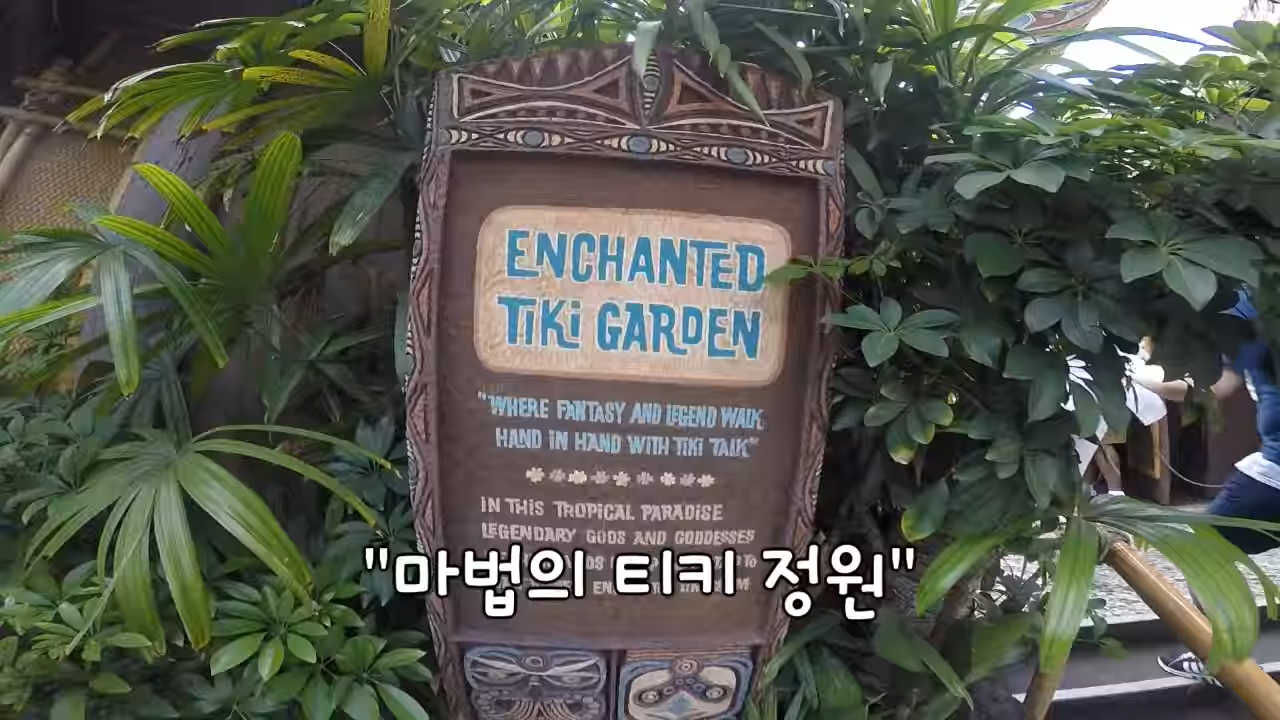 ENCHANTED
TIKI GARDEN
"WHERE FANTASY AND LEGEND WALK
HAND IN HAND WITH TIKI TALK"
IN THIS TROPICAL PARADISE
LEGENDARY GODS AND GODDESSES
TO
"마법의 티키 정원"